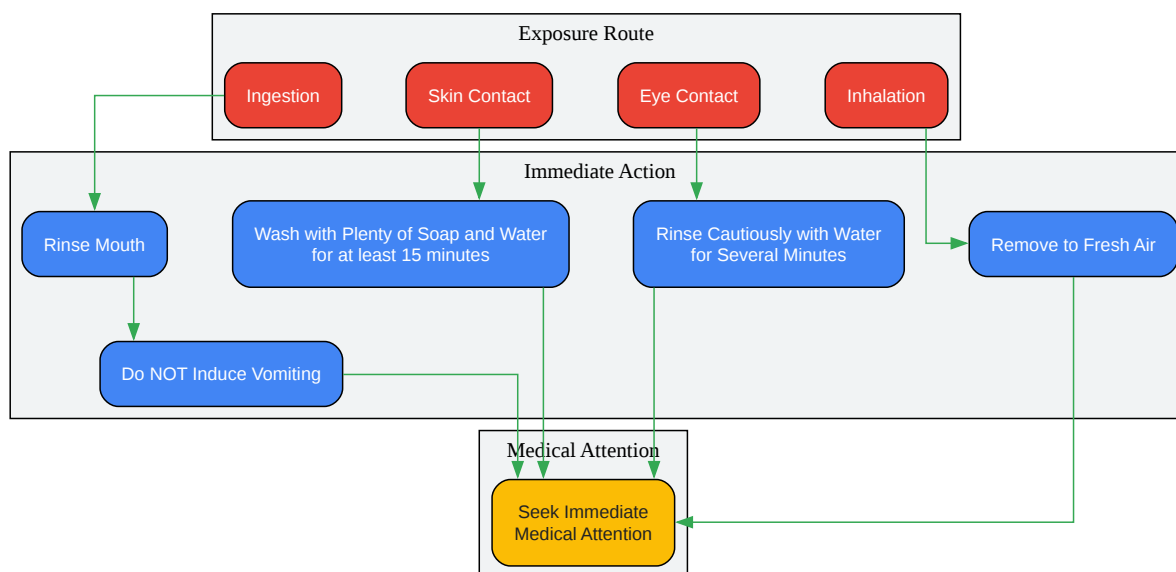 Exposure Route
Ingestion
Skin Contact
Eye Contact
Inhalation
Immediate Action
Rinse Mouth
Wash with Plenty of Soap and Water
for at least 15 minutes
Rinse Cautiously with Water
for Several Minutes
Remove to Fresh Air
Do NOT Induce Vomiting
Medical Attention
Seek Immediate
Medical Attention